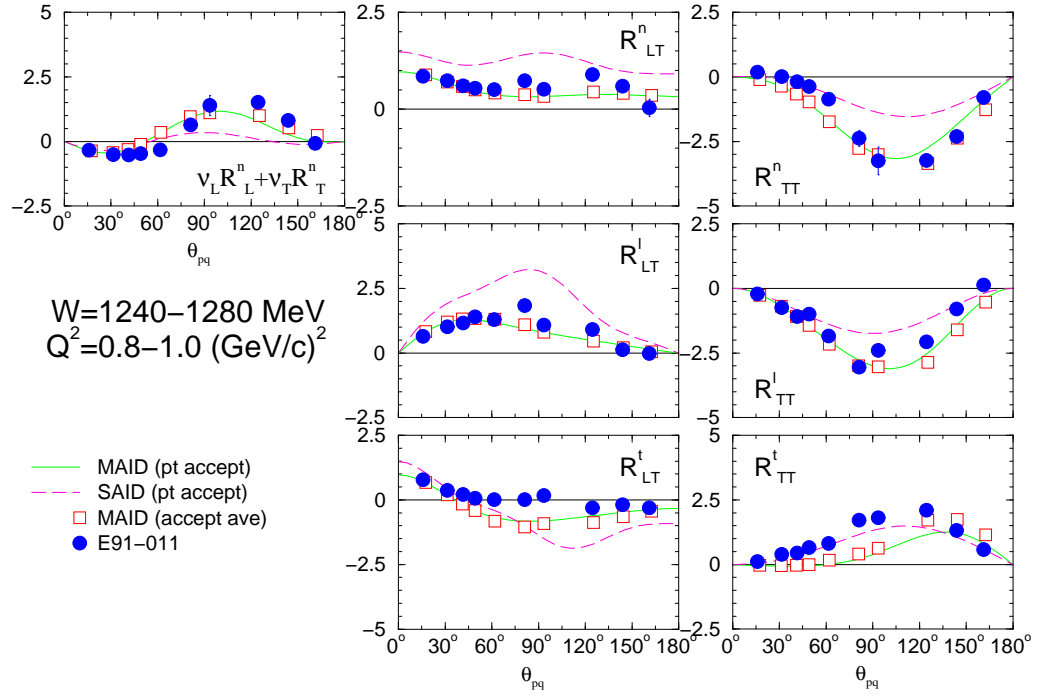 5
2.5
0
−2.5
0° 30° 60° 90° 120° 150° 180°
θpq
νLRⁿL+νTRⁿT
5
2.5
0
−2.5
RⁿLT
5
2.5
0
−2.5
RˡLT
5
2.5
0
−2.5
−5
0° 30° 60° 90° 120° 150° 180°
θpq
RᵗLT
2.5
0
−2.5
−5
RⁿTT
2.5
0
−2.5
−5
RˡTT
5
2.5
0
−2.5
0° 30° 60° 90° 120° 150° 180°
θpq
RᵗTT
W=1240−1280 MeV
Q²=0.8−1.0 (GeV/c)²
MAID (pt accept)
SAID (pt accept)
MAID (accept ave)
E91−011